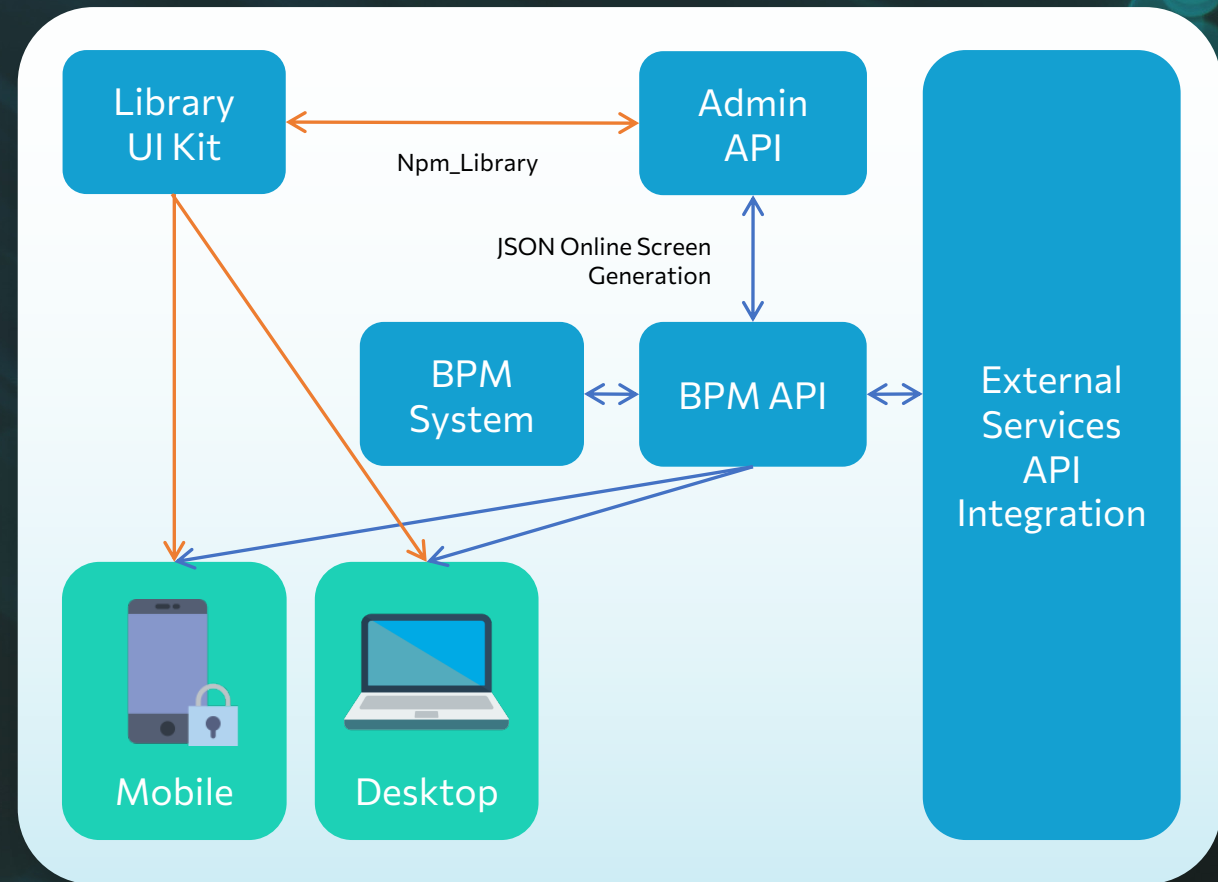 Library
UI Kit
Admin
API
Npm_Library
JSON Online Screen
Generation
BPM
System
BPM API
External
Services
API
Integration
Mobile
Desktop